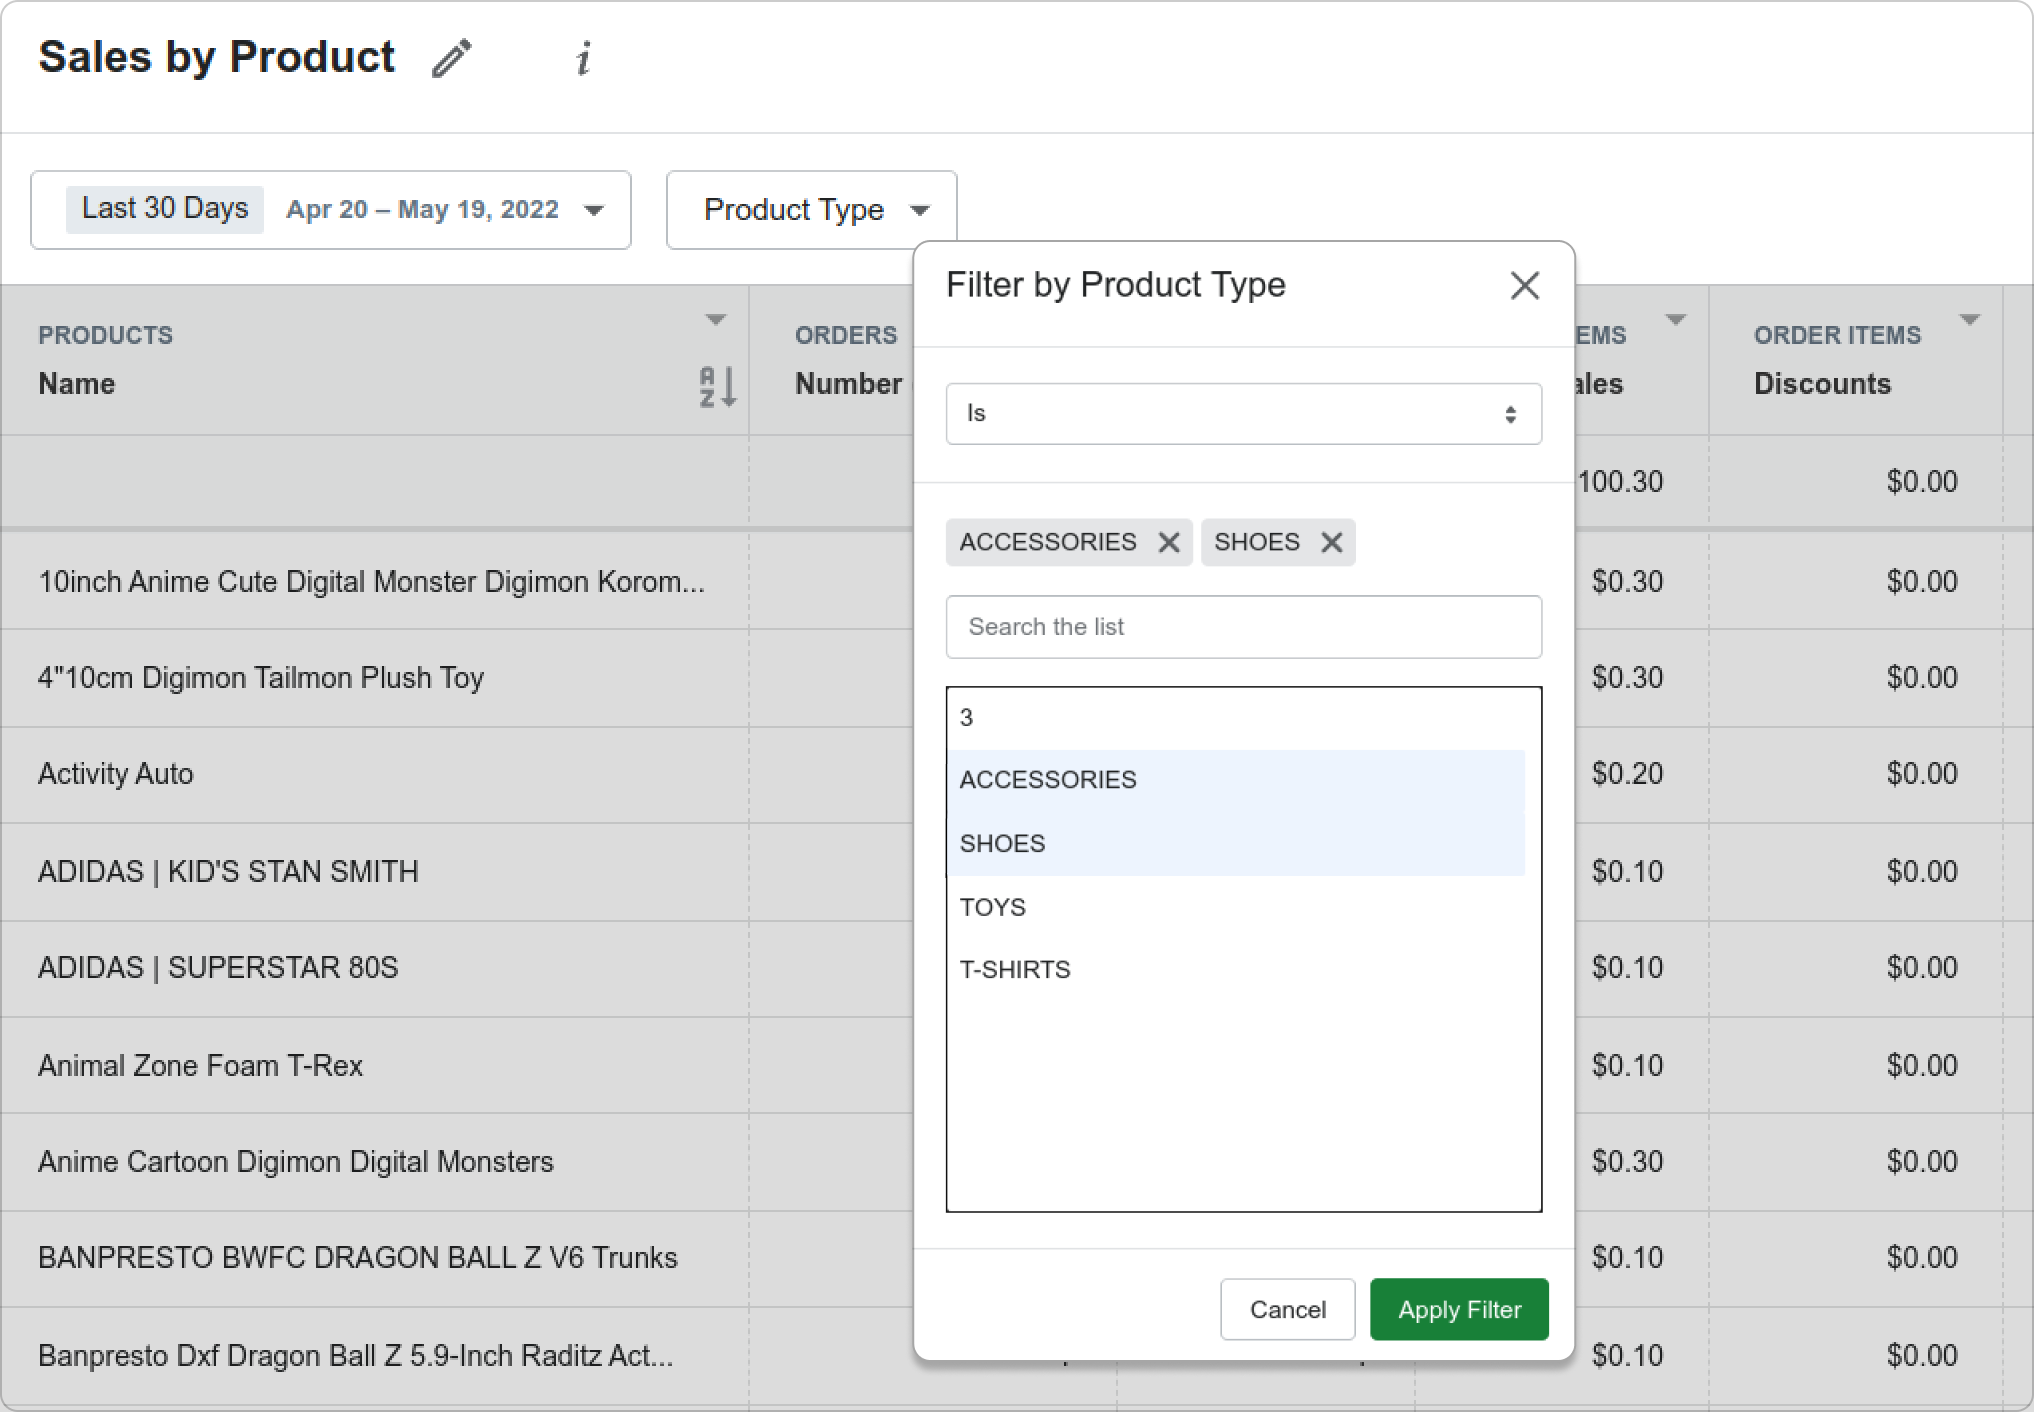 Sales by Product i
Last 30 Days Apr 20 – May 19, 2022 Product Type
PRODUCTS
Name
A
Z
ORDERS
Number
EMS
ales
ORDER ITEMS
Discounts
100.30 $0.00
10inch Anime Cute Digital Monster Digimon Korom... $0.30 $0.00
4"10cm Digimon Tailmon Plush Toy $0.30 $0.00
Activity Auto $0.20 $0.00
ADIDAS | KID'S STAN SMITH $0.10 $0.00
ADIDAS | SUPERSTAR 80S $0.10 $0.00
Animal Zone Foam T-Rex $0.10 $0.00
Anime Cartoon Digimon Digital Monsters $0.30 $0.00
BANPRESTO BWFC DRAGON BALL Z V6 Trunks $0.10 $0.00
Banpresto Dxf Dragon Ball Z 5.9-Inch Raditz Act... $0.10 $0.00
Filter by Product Type
Is
ACCESSORIES SHOES
Search the list
3
ACCESSORIES
SHOES
TOYS
T-SHIRTS
Cancel Apply Filter